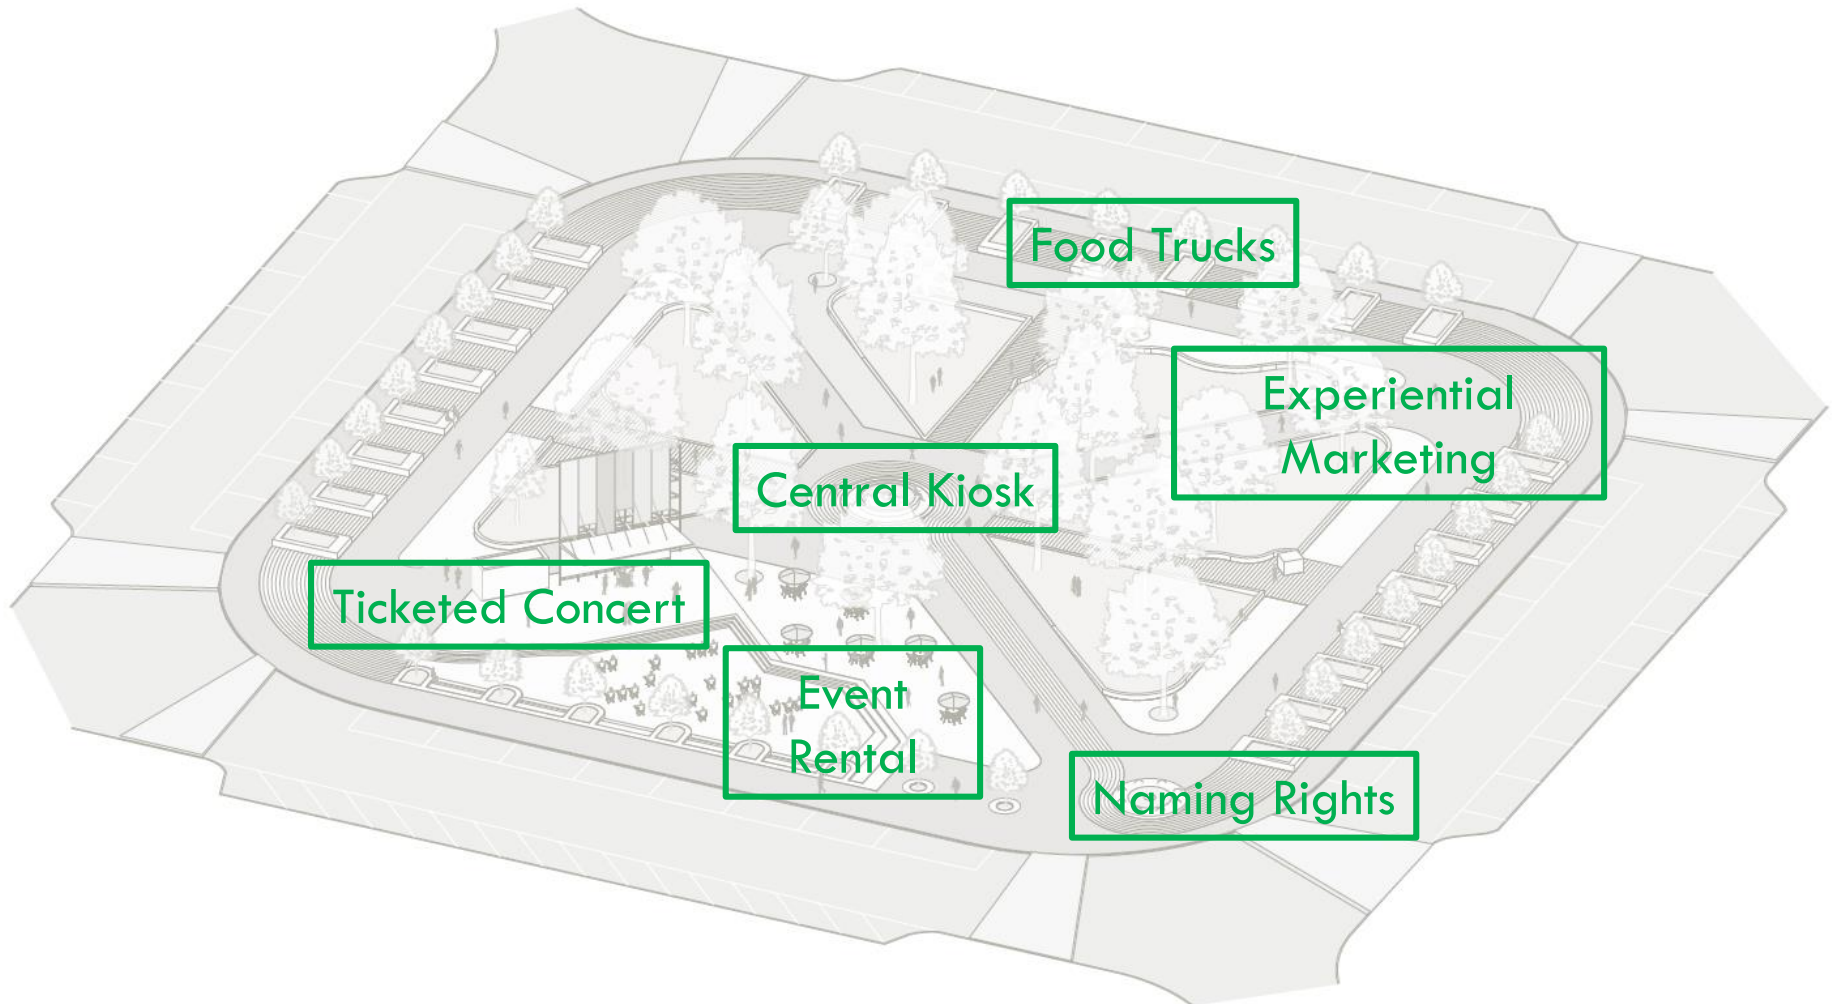 Food Trucks
Experiential
Marketing
Central Kiosk
Ticketed Concert
Event
Rental
Naming Rights